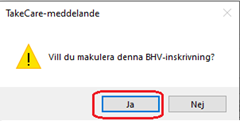 TakeCare-meddelande
Vill du makulera denna BHV-inskrivning?
Ja
Nej